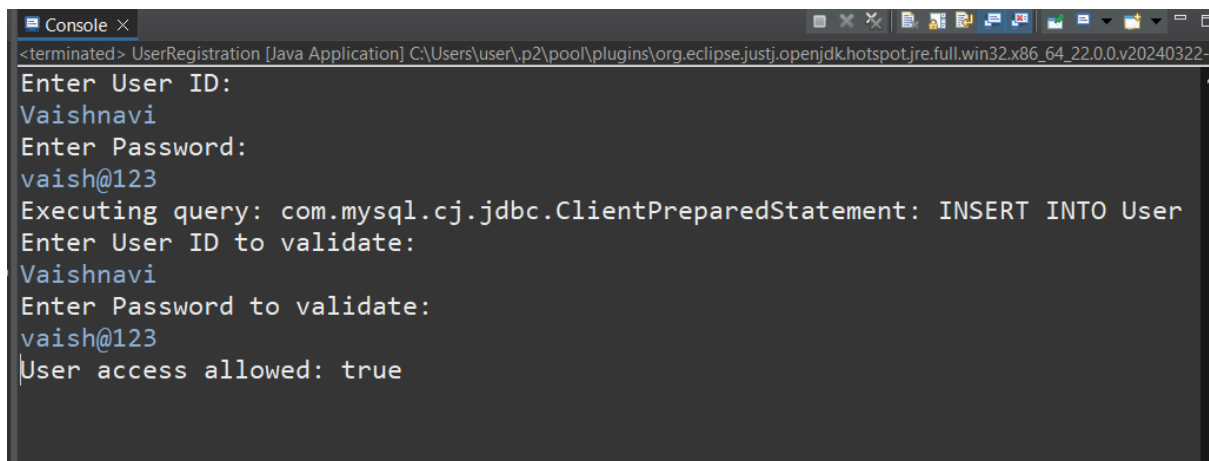 Console
<terminated> UserRegistration [Java Application] C:\Users\user\.p2\pool\plugins\org.eclipse.justj.openjdk.hotspot.jre.full.win32.x86_64_22.0.0.v20240322-
Enter User ID:
Vaishnavi
Enter Password:
vaish@123
Executing query: com.mysql.cj.jdbc.ClientPreparedStatement: INSERT INTO User
Enter User ID to validate:
Vaishnavi
Enter Password to validate:
vaish@123
User access allowed: true